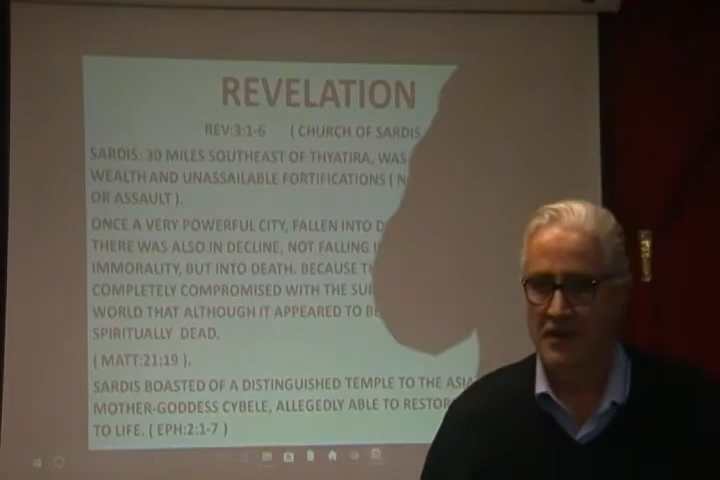 REVELATION
REV:3:1-6 ( CHURCH OF SARDIS
SARDIS: 30 MILES SOUTHEAST OF THYATIRA, WAS
WEALTH AND UNASSAILABLE FORTIFICATIONS ( N
OR ASSAULT ).
ONCE A VERY POWERFUL CITY, FALLEN INTO D
THERE WAS ALSO IN DECLINE, NOT FALLING I
IMMORALITY, BUT INTO DEATH. BECAUSE T
COMPLETELY COMPROMISED WITH THE SU
WORLD THAT ALTHOUGH IT APPEARED TO B
SPIRITUALLY DEAD.
( MATT:21:19 ).
SARDIS BOASTED OF A DISTINGUISHED TEMPLE TO THE ASIA
MOTHER-GODDESS CYBELE, ALLEGEDLY ABLE TO RESTOR
TO LIFE. ( EPH:2:1-7 )